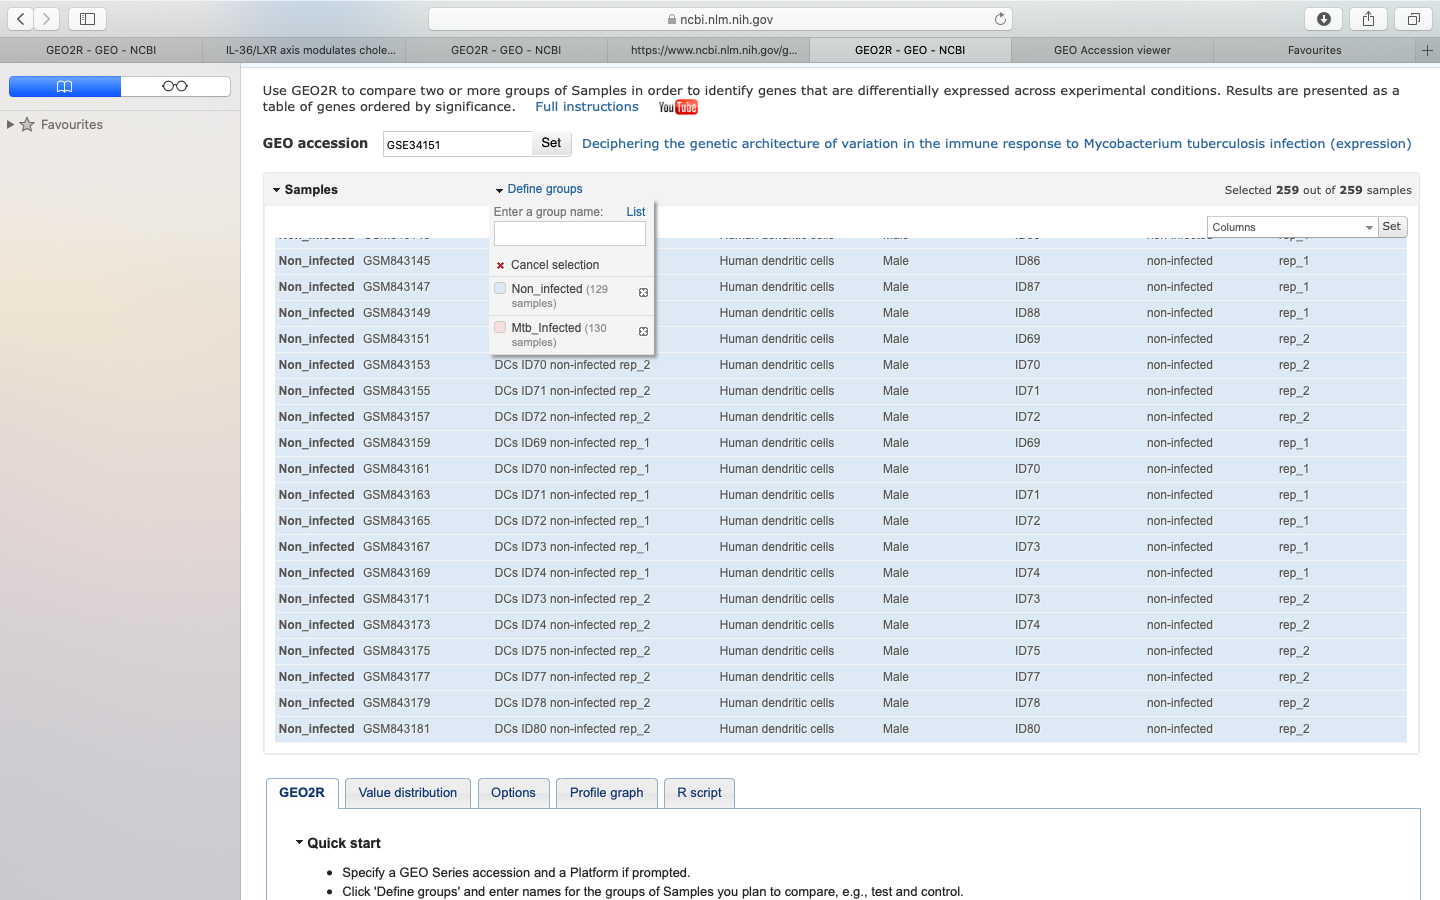 ncbi.nlm.nih.gov
GEO2R - GEO - NCBI
IL-36/LXR axis modulates chole...
GEO2R - GEO - NCBI
https://www.ncbi.nlm.nih.gov/g...
GEO2R - GEO - NCBI
GEO Accession viewer
Favourites
Favourites
Use GEO2R to compare two or more groups of Samples in order to identify genes that are differentially expressed across experimental conditions. Results are presented as a
table of genes ordered by significance. Full instructions YouTube
GEO accession GSE34151 Set Deciphering the genetic architecture of variation in the immune response to Mycobacterium tuberculosis infection (expression)
Samples Define groups Selected 259 out of 259 samples
Enter a group name: List
Columns Set
Cancel selection
Non_infected (129
samples)
Mtb_Infected (130
samples)
Non_infected GSM843145 Human dendritic cells Male ID86 non-infected rep_1
Non_infected GSM843147 Human dendritic cells Male ID87 non-infected rep_1
Non_infected GSM843149 Human dendritic cells Male ID88 non-infected rep_1
Non_infected GSM843151 Human dendritic cells Male ID69 non-infected rep_2
Non_infected GSM843153 DCs ID70 non-infected rep_2 Human dendritic cells Male ID70 non-infected rep_2
Non_infected GSM843155 DCs ID71 non-infected rep_2 Human dendritic cells Male ID71 non-infected rep_2
Non_infected GSM843157 DCs ID72 non-infected rep_2 Human dendritic cells Male ID72 non-infected rep_2
Non_infected GSM843159 DCs ID69 non-infected rep_1 Human dendritic cells Male ID69 non-infected rep_1
Non_infected GSM843161 DCs ID70 non-infected rep_1 Human dendritic cells Male ID70 non-infected rep_1
Non_infected GSM843163 DCs ID71 non-infected rep_1 Human dendritic cells Male ID71 non-infected rep_1
Non_infected GSM843165 DCs ID72 non-infected rep_1 Human dendritic cells Male ID72 non-infected rep_1
Non_infected GSM843167 DCs ID73 non-infected rep_1 Human dendritic cells Male ID73 non-infected rep_1
Non_infected GSM843169 DCs ID74 non-infected rep_1 Human dendritic cells Male ID74 non-infected rep_1
Non_infected GSM843171 DCs ID73 non-infected rep_2 Human dendritic cells Male ID73 non-infected rep_2
Non_infected GSM843173 DCs ID74 non-infected rep_2 Human dendritic cells Male ID74 non-infected rep_2
Non_infected GSM843175 DCs ID75 non-infected rep_2 Human dendritic cells Male ID75 non-infected rep_2
Non_infected GSM843177 DCs ID77 non-infected rep_2 Human dendritic cells Male ID77 non-infected rep_2
Non_infected GSM843179 DCs ID78 non-infected rep_2 Human dendritic cells Male ID78 non-infected rep_2
Non_infected GSM843181 DCs ID80 non-infected rep_2 Human dendritic cells Male ID80 non-infected rep_2
GEO2R Value distribution Options Profile graph R script
Quick start
• Specify a GEO Series accession and a Platform if prompted.
• Click 'Define groups' and enter names for the groups of Samples you plan to compare, e.g., test and control.